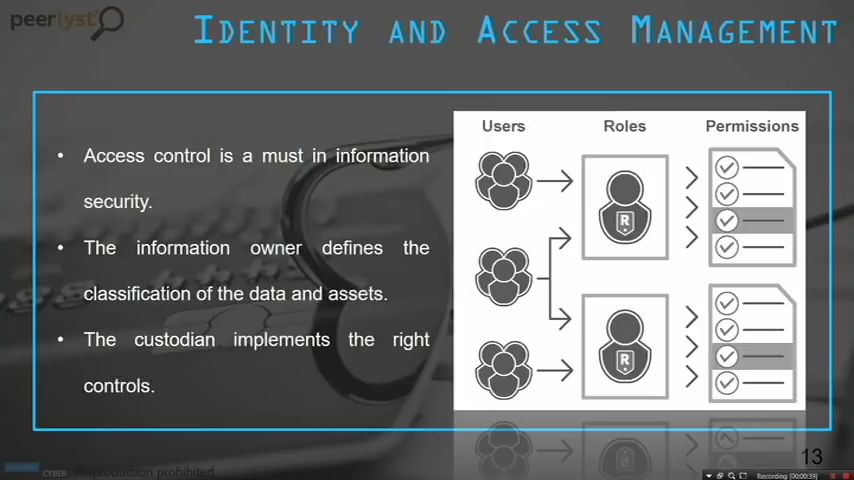 peerlyst
IDENTITY AND ACCESS MANAGEMENT
• Access control is a must in information
security.
• The information owner defines the
classification of the data and assets.
• The custodian implements the right
controls.
Users Roles Permissions
R
R
13
CYBER
Reproduction prohibited
Recording [00:00:39]